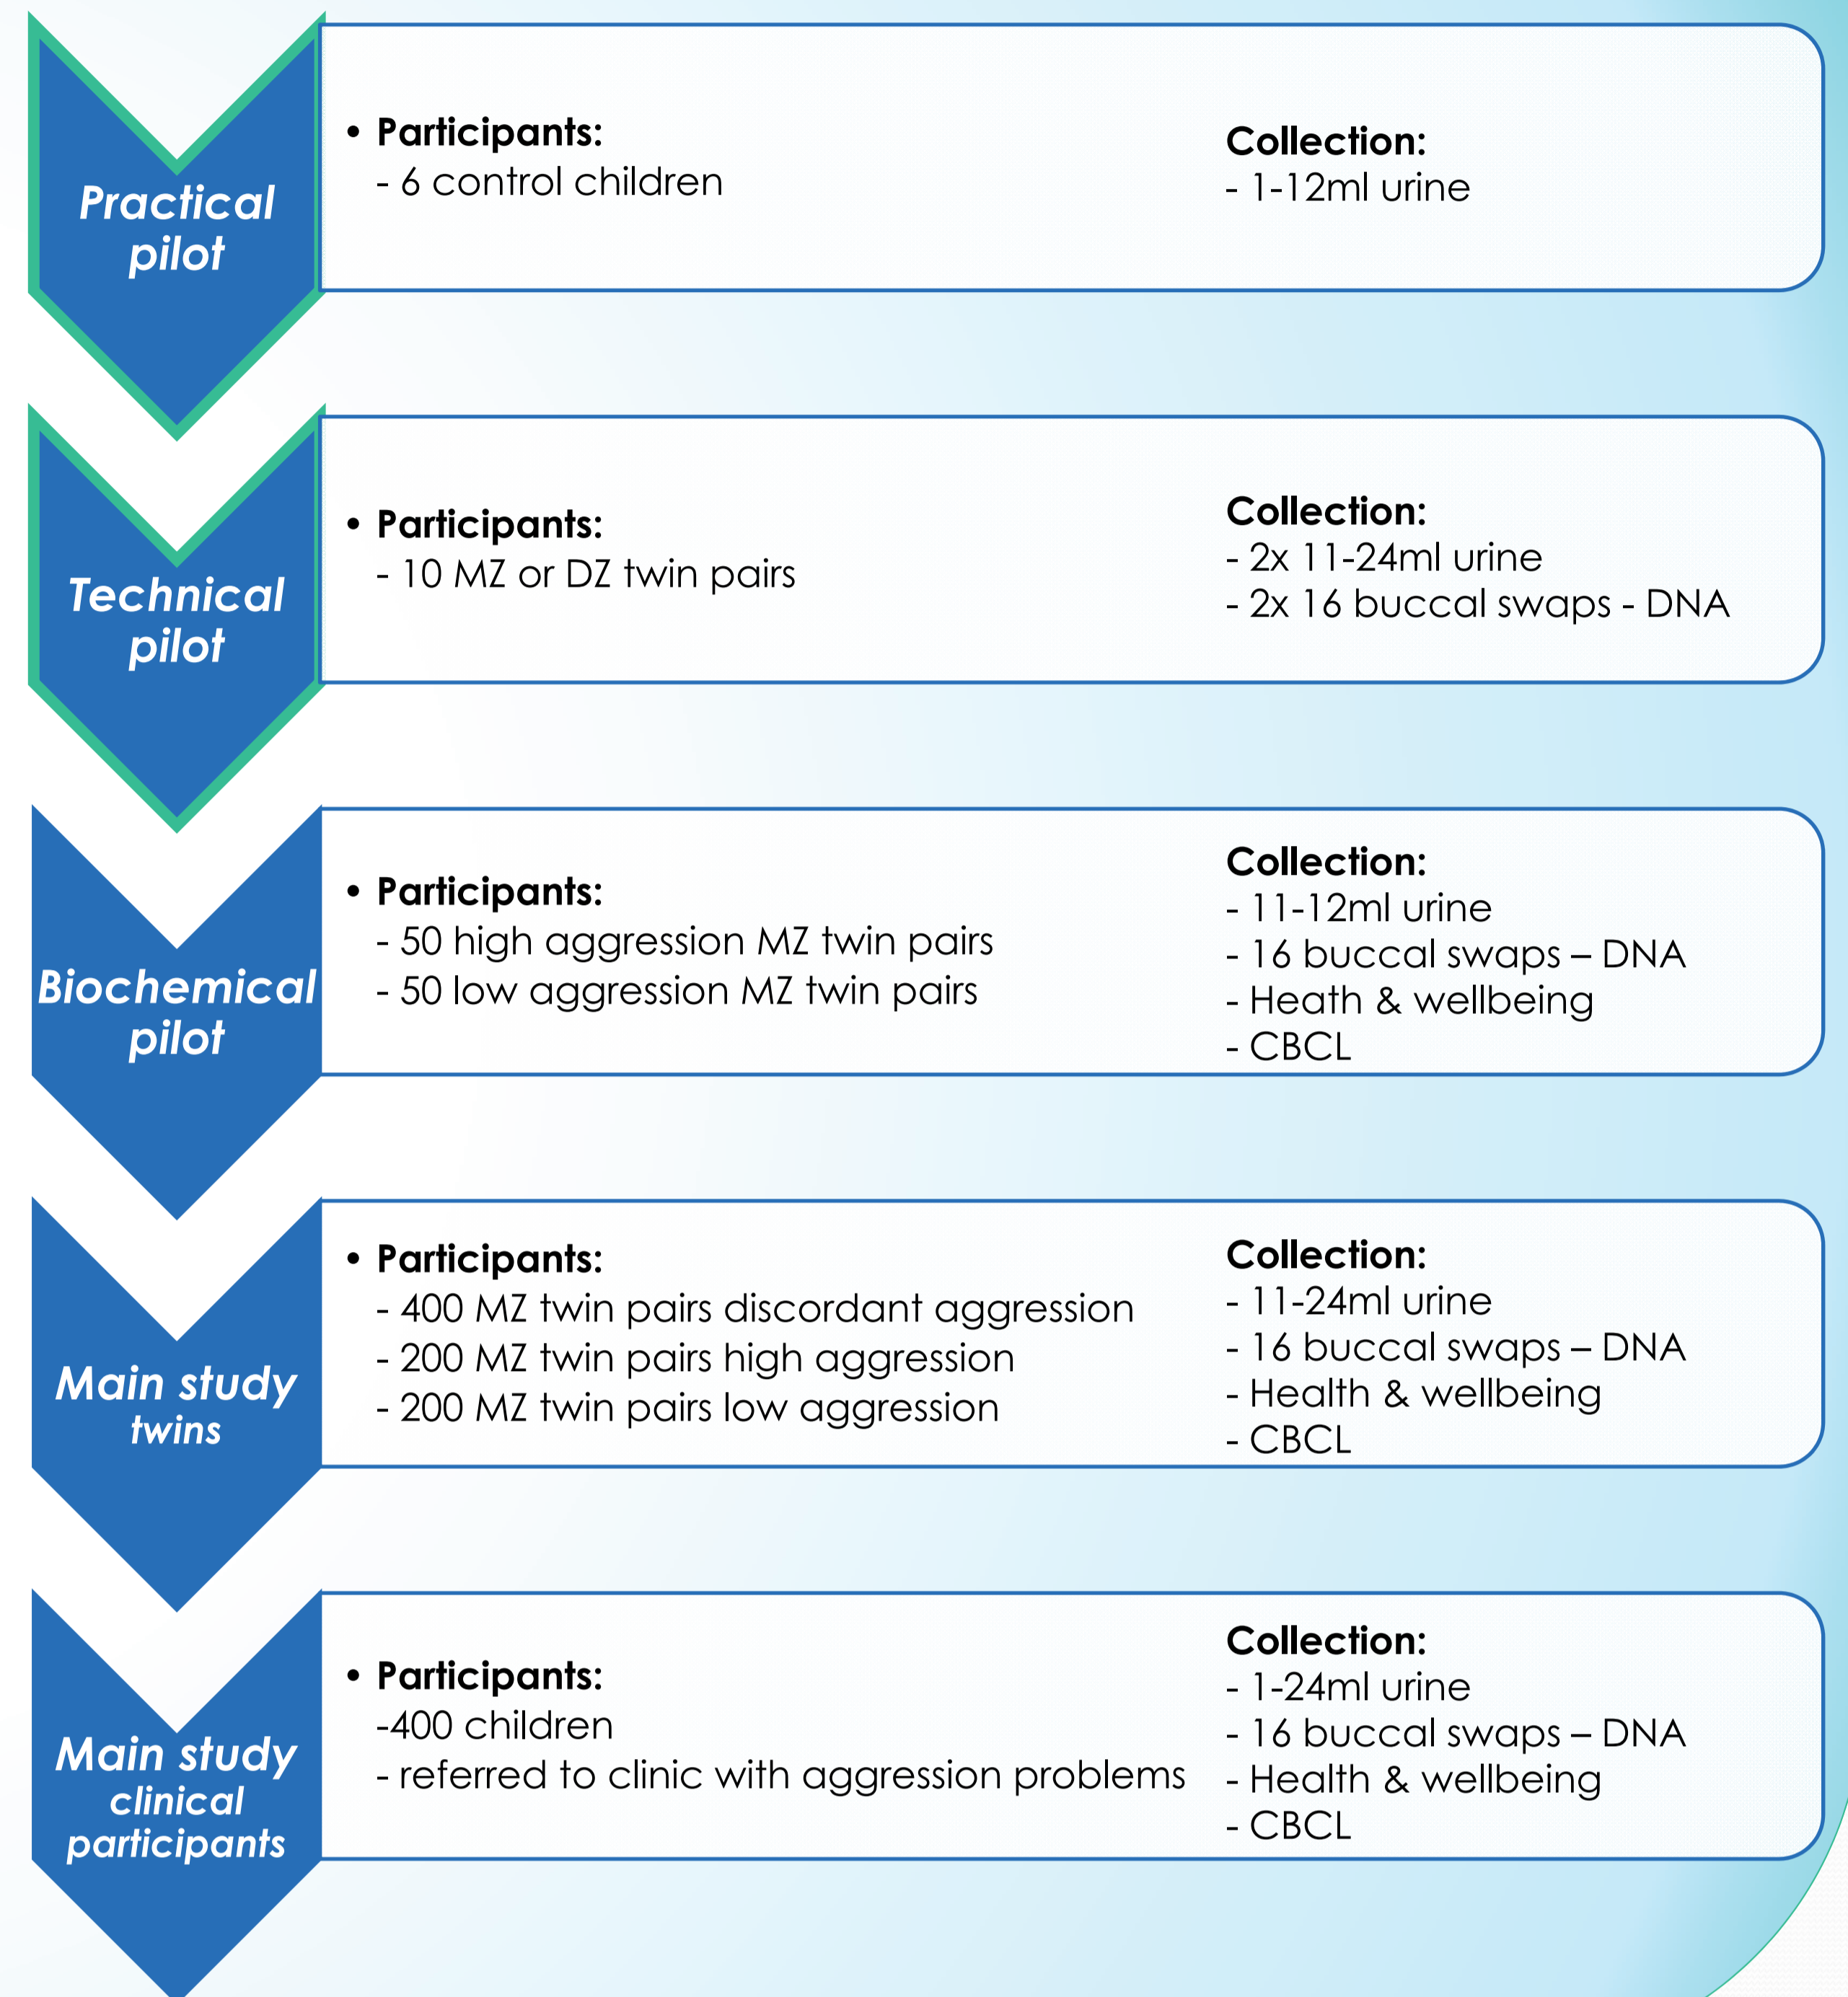 Practical
pilot
• Participants:
- 6 control children
Collection:
- 1-12ml urine
Technical
pilot
• Participants:
- 10 MZ or DZ twin pairs
Collection:
- 2x 11-24ml urine
- 2x 16 buccal swaps - DNA
Biochemical
pilot
• Participants:
- 50 high aggression MZ twin pairs
- 50 low aggression MZ twin pairs
Collection:
- 11-12ml urine
- 16 buccal swaps – DNA
- Heath & wellbeing
- CBCL
Main study
twins
• Participants:
- 400 MZ twin pairs discordant aggression
- 200 MZ twin pairs high aggression
- 200 MZ twin pairs low aggression
Collection:
- 11-24ml urine
- 16 buccal swaps – DNA
- Health & wellbeing
- CBCL
Main study
clinical
participants
• Participants:
-400 children
- referred to clinic with aggression problems
Collection:
- 1-24ml urine
- 16 buccal swaps – DNA
- Health & wellbeing
- CBCL